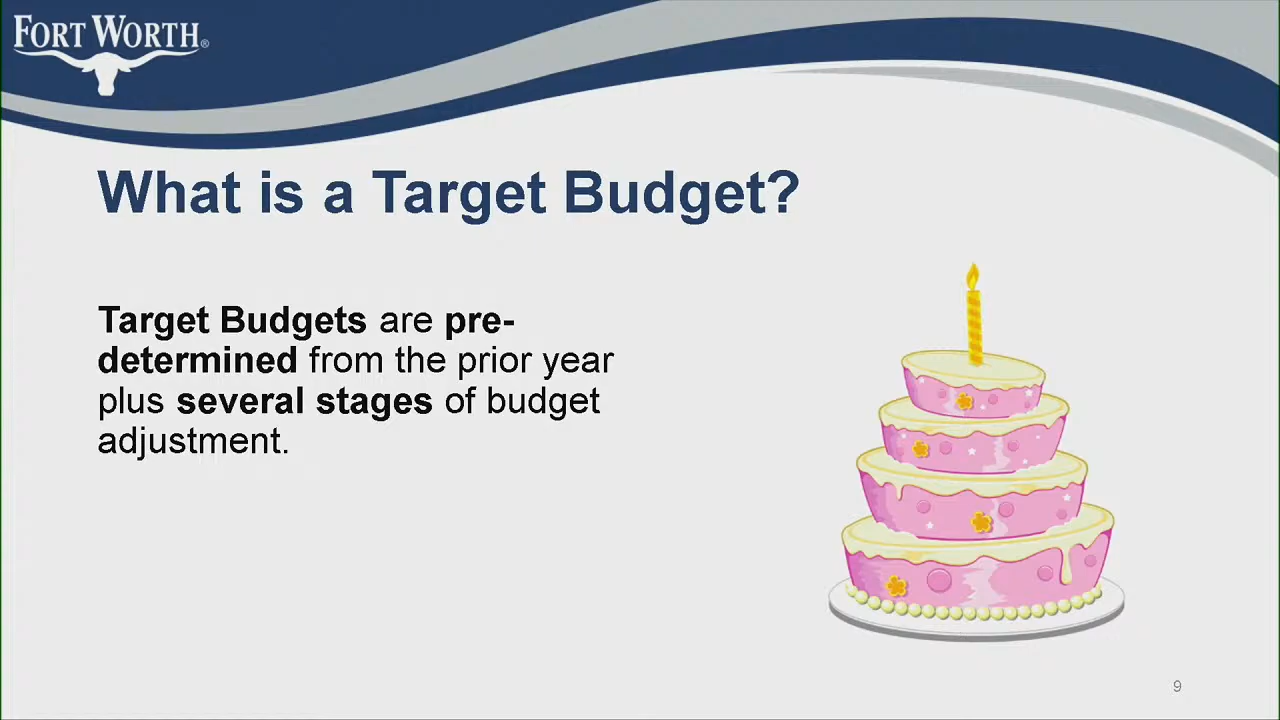 FORT WORTH®
What is a Target Budget?
Target Budgets are pre-
determined from the prior year
plus several stages of budget
adjustment.
9